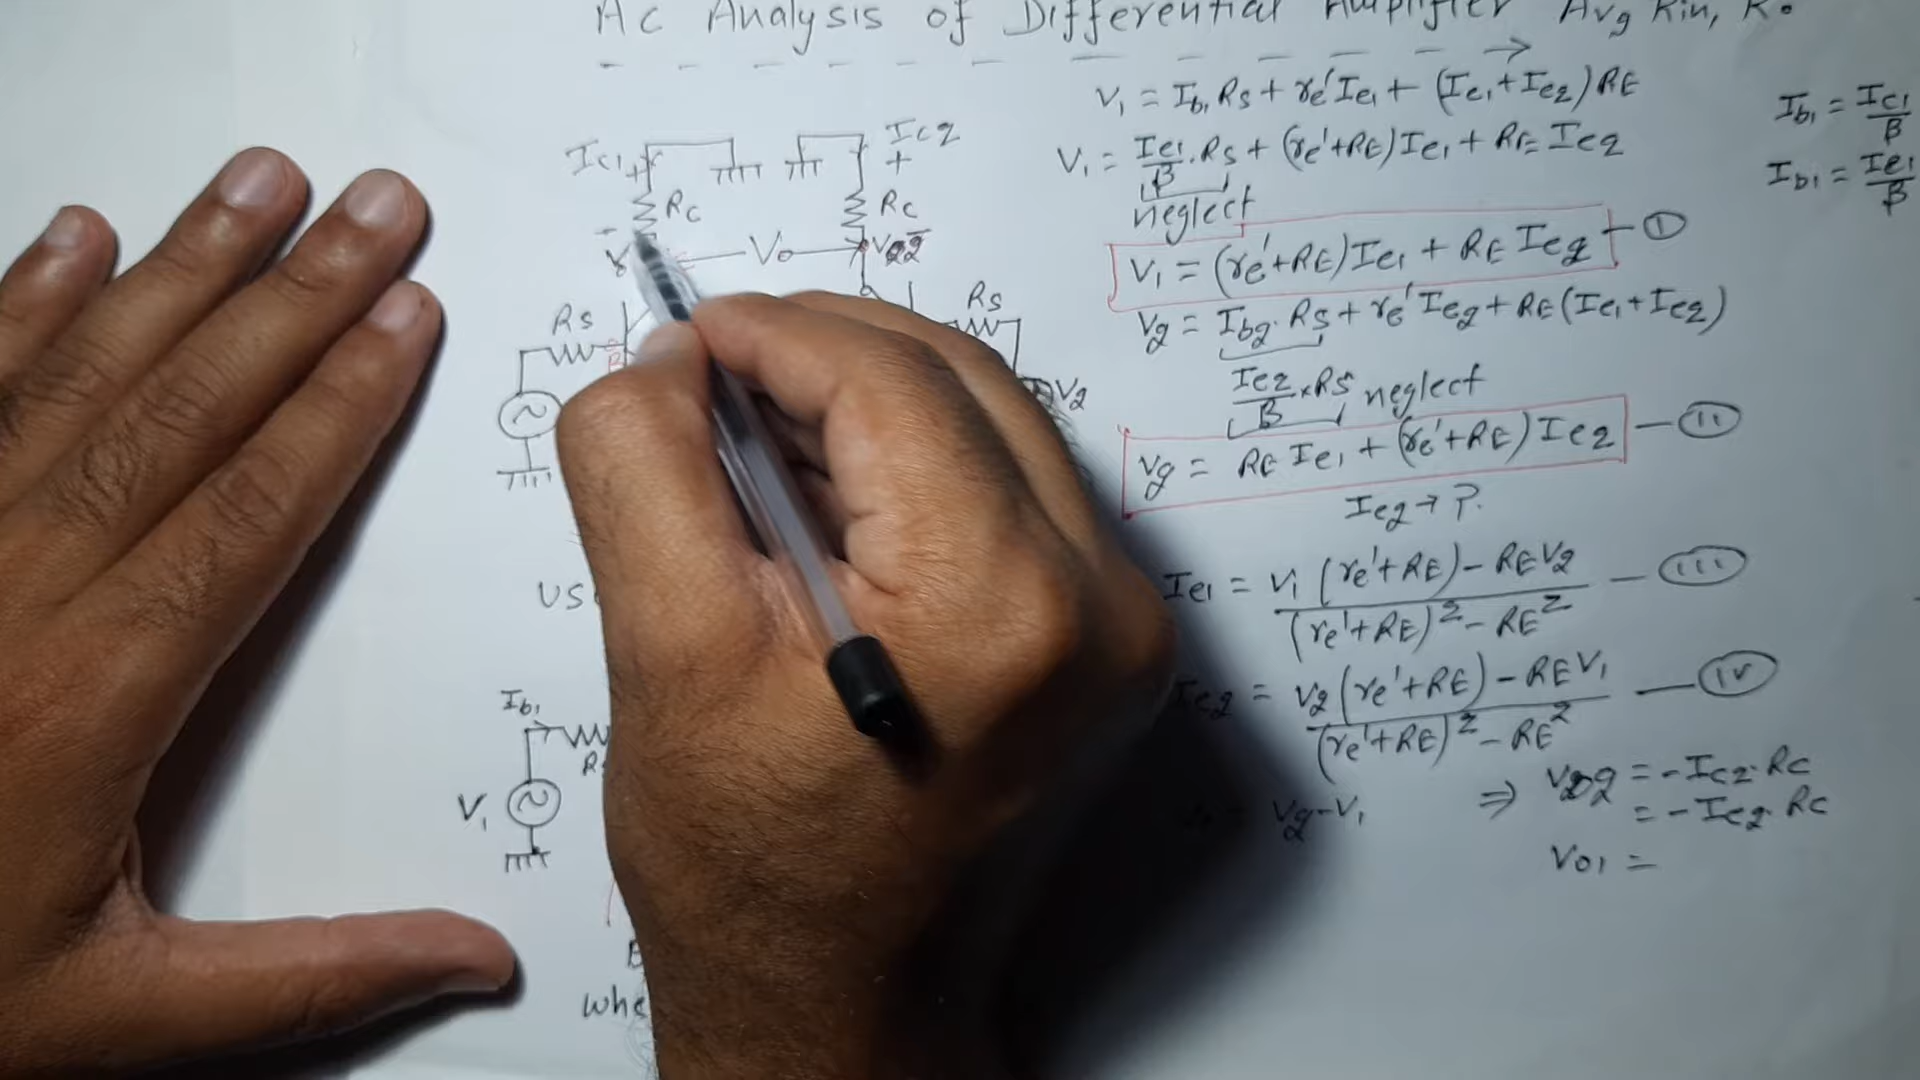 Ac Analysis of Differential Amplifier Avg Rin, Ro
V1 = Ib1 Rs + re' Ie1 + (Ie1 + Ie2) RE
V1 = Ie1/β . Rs + (re' + RE) Ie1 + RE Ie2
neglect
V1 = (re' + RE) Ie1 + RE Ie2 — I
V2 = Ib2 . Rs + re' Ie2 + RE (Ie1 + Ie2)
Ie2/β × Rs neglect
V2 = RE Ie1 + (re' + RE) Ie2 — II
Ie2 → ?
Ie1 = V1 (re' + RE) - RE V2 / (re' + RE)² - RE² — III
Ie2 = V2 (re' + RE) - RE V1 / (re' + RE)² - RE² — IV
V2 - V1
⇒ V02 = - Ic2 . Rc
= - Ie2 . Rc
V01 =
Ib1 = Ic1/β
Ib1 = Ie1/β
Ic1 +
Ic2
+
Rc
Rc
-
Vo
-
Rs
Rs
V2
Ib1
V1